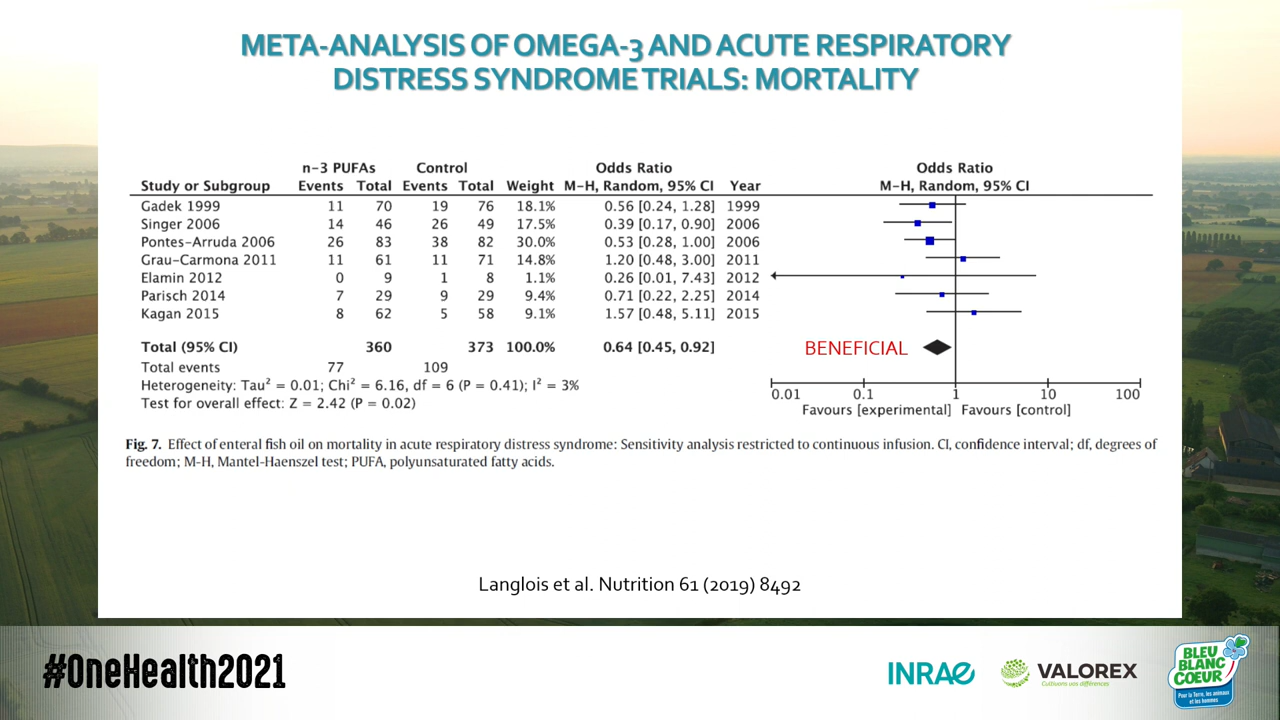 META-ANALYSIS OF OMEGA-3 AND ACUTE RESPIRATORY
DISTRESS SYNDROME TRIALS: MORTALITY
n-3 PUFAs Control Odds Ratio Odds Ratio
Study or Subgroup Events Total Events Total Weight M-H, Random, 95% CI Year M-H, Random, 95% CI
Gadek 1999 11 70 19 76 18.1% 0.56 [0.24, 1.28] 1999
Singer 2006 14 46 26 49 17.5% 0.39 [0.17, 0.90] 2006
Pontes-Arruda 2006 26 83 38 82 30.0% 0.53 [0.28, 1.00] 2006
Grau-Carmona 2011 11 61 11 71 14.8% 1.20 [0.48, 3.00] 2011
Elamin 2012 0 9 1 8 1.1% 0.26 [0.01, 7.43] 2012
Parisch 2014 7 29 9 29 9.4% 0.71 [0.22, 2.25] 2014
Kagan 2015 8 62 5 58 9.1% 1.57 [0.48, 5.11] 2015
Total (95% CI) 360 373 100.0% 0.64 [0.45, 0.92] BENEFICIAL
Total events 77 109
Heterogeneity: Tau² = 0.01; Chi² = 6.16, df = 6 (P = 0.41); I² = 3%
Test for overall effect: Z = 2.42 (P = 0.02)
0.01 0.1 1 10 100
Favours [experimental] Favours [control]
Fig. 7. Effect of enteral fish oil on mortality in acute respiratory distress syndrome: Sensitivity analysis restricted to continuous infusion. CI, confidence interval; df, degrees of
freedom; M-H, Mantel-Haenszel test; PUFA, polyunsaturated fatty acids.
Langlois et al. Nutrition 61 (2019) 8492
#OneHealth2021
INRAE
VALOREX
Cultivons vos différences
BLEU
BLANC
COEUR
Pour la Terre, les animaux
et les hommes